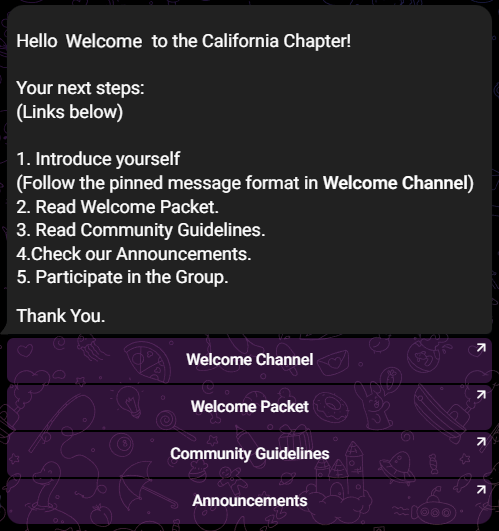 Hello Welcome to the California Chapter!
Your next steps:
(Links below)
1. Introduce yourself
(Follow the pinned message format in Welcome Channel)
2. Read Welcome Packet.
3. Read Community Guidelines.
4.Check our Announcements.
5. Participate in the Group.
Thank You.
Welcome Channel
Welcome Packet
Community Guidelines
Announcements